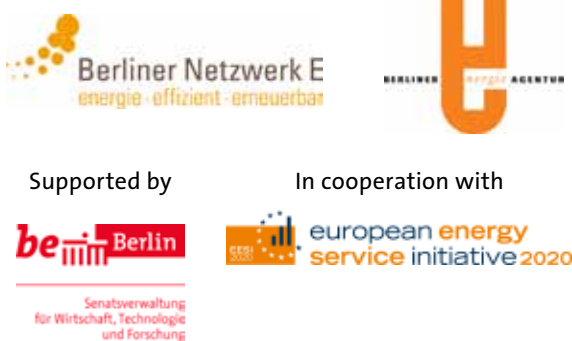 Berliner Netzwerk E
energie · effizient · erneuerbar
BERLINER energie AGENTUR
Supported by
In cooperation with
be Berlin
Senatsverwaltung
für Wirtschaft, Technologie
und Forschung
EESI
2020
european energy
service initiative 2020